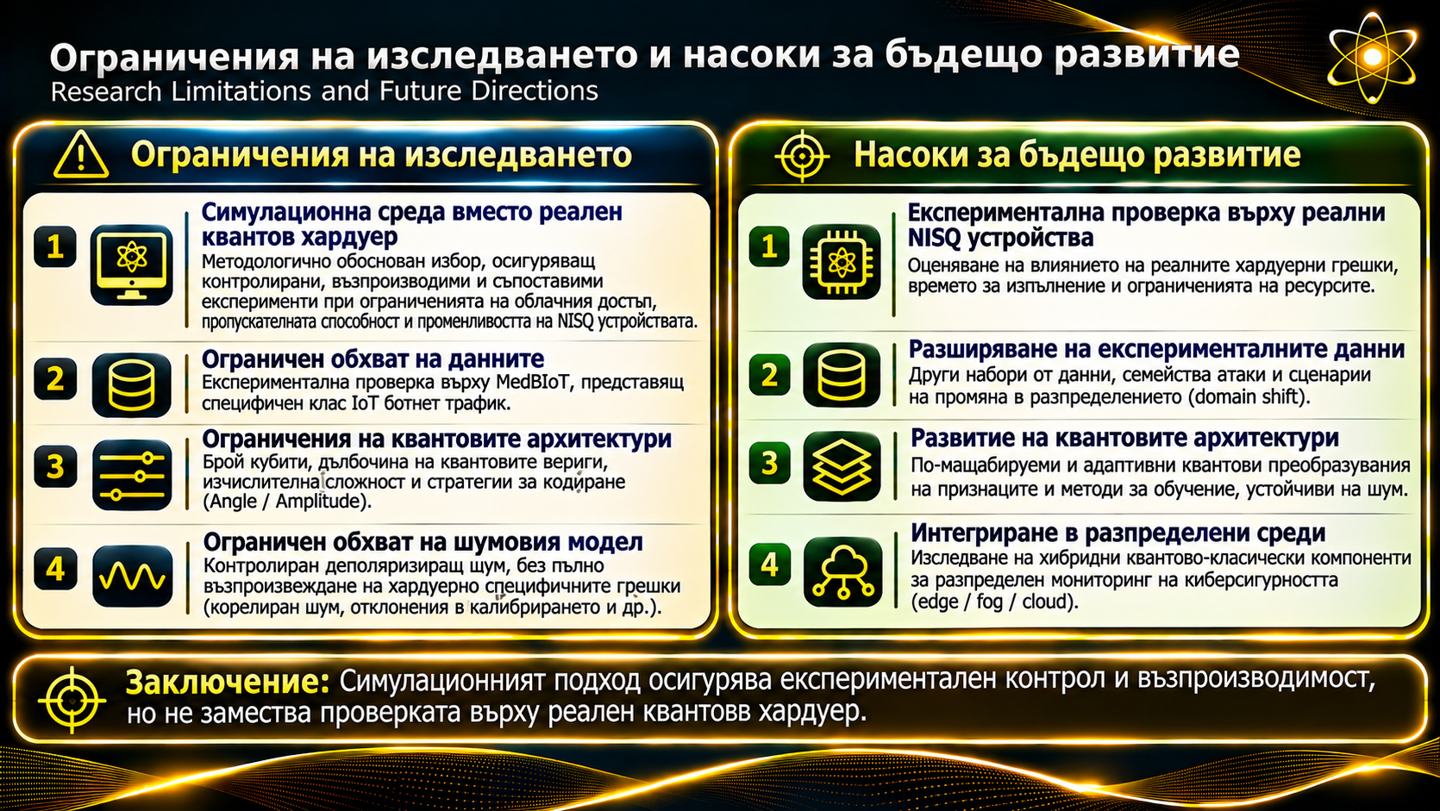 Ограничения на изследването и насоки за бъдещо развитие
Research Limitations and Future Directions
Ограничения на изследването
1
Симулационна среда вместо реален
квантов хардуер
Методологично обоснован избор, осигуряващ
контролирани, възпроизводими и съпоставими
експерименти при ограниченията на облачния достъп,
пропускателната способност и променливостта на NISQ устройствата.
2
Ограничен обхват на данните
Експериментална проверка върху MedBIoT, представящ
специфичен клас IoT ботнет трафик.
3
Ограничения на квантовите архитектури
Брой кубити, дълбочина на квантовите вериги,
изчислителна сложност и стратегии за кодиране
(Angle / Amplitude).
4
Ограничен обхват на шумовия модел
Контролиран деполяризиращ шум, без пълно
възпроизвеждане на хардуерно специфичните грешки
(корелиран шум, отклонения в калибрирането и др.).
Насоки за бъдещо развитие
1
Експериментална проверка върху реални
NISQ устройства
Оценяване на влиянието на реалните хардуерни грешки,
времето за изпълнение и ограниченията на ресурсите.
2
Разширяване на експерименталните данни
Други набори от данни, семейства атаки и сценарии
на промяна в разпределението (domain shift).
3
Развитие на квантовите архитектури
По-мащабируеми и адаптивни квантови преобразувания
на признаците и методи за обучение, устойчиви на шум.
4
Интегриране в разпределени среди
Изследване на хибридни квантово-класически компоненти
за разпределен мониторинг на киберсигурността
(edge / fog / cloud).
Заключение: Симулационният подход осигурява експериментален контрол и възпроизводимост,
но не замества проверката върху реален квантовв хардуер.